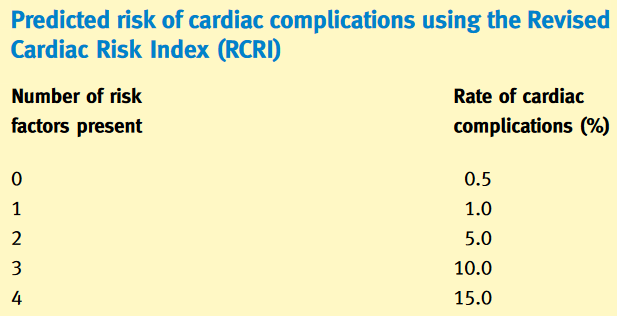 Predicted risk of cardiac complications using the Revised
Cardiac Risk Index (RCRI)
Number of risk Rate of cardiac
factors present complications (%)
0 0.5
1 1.0
2 5.0
3 10.0
4 15.0